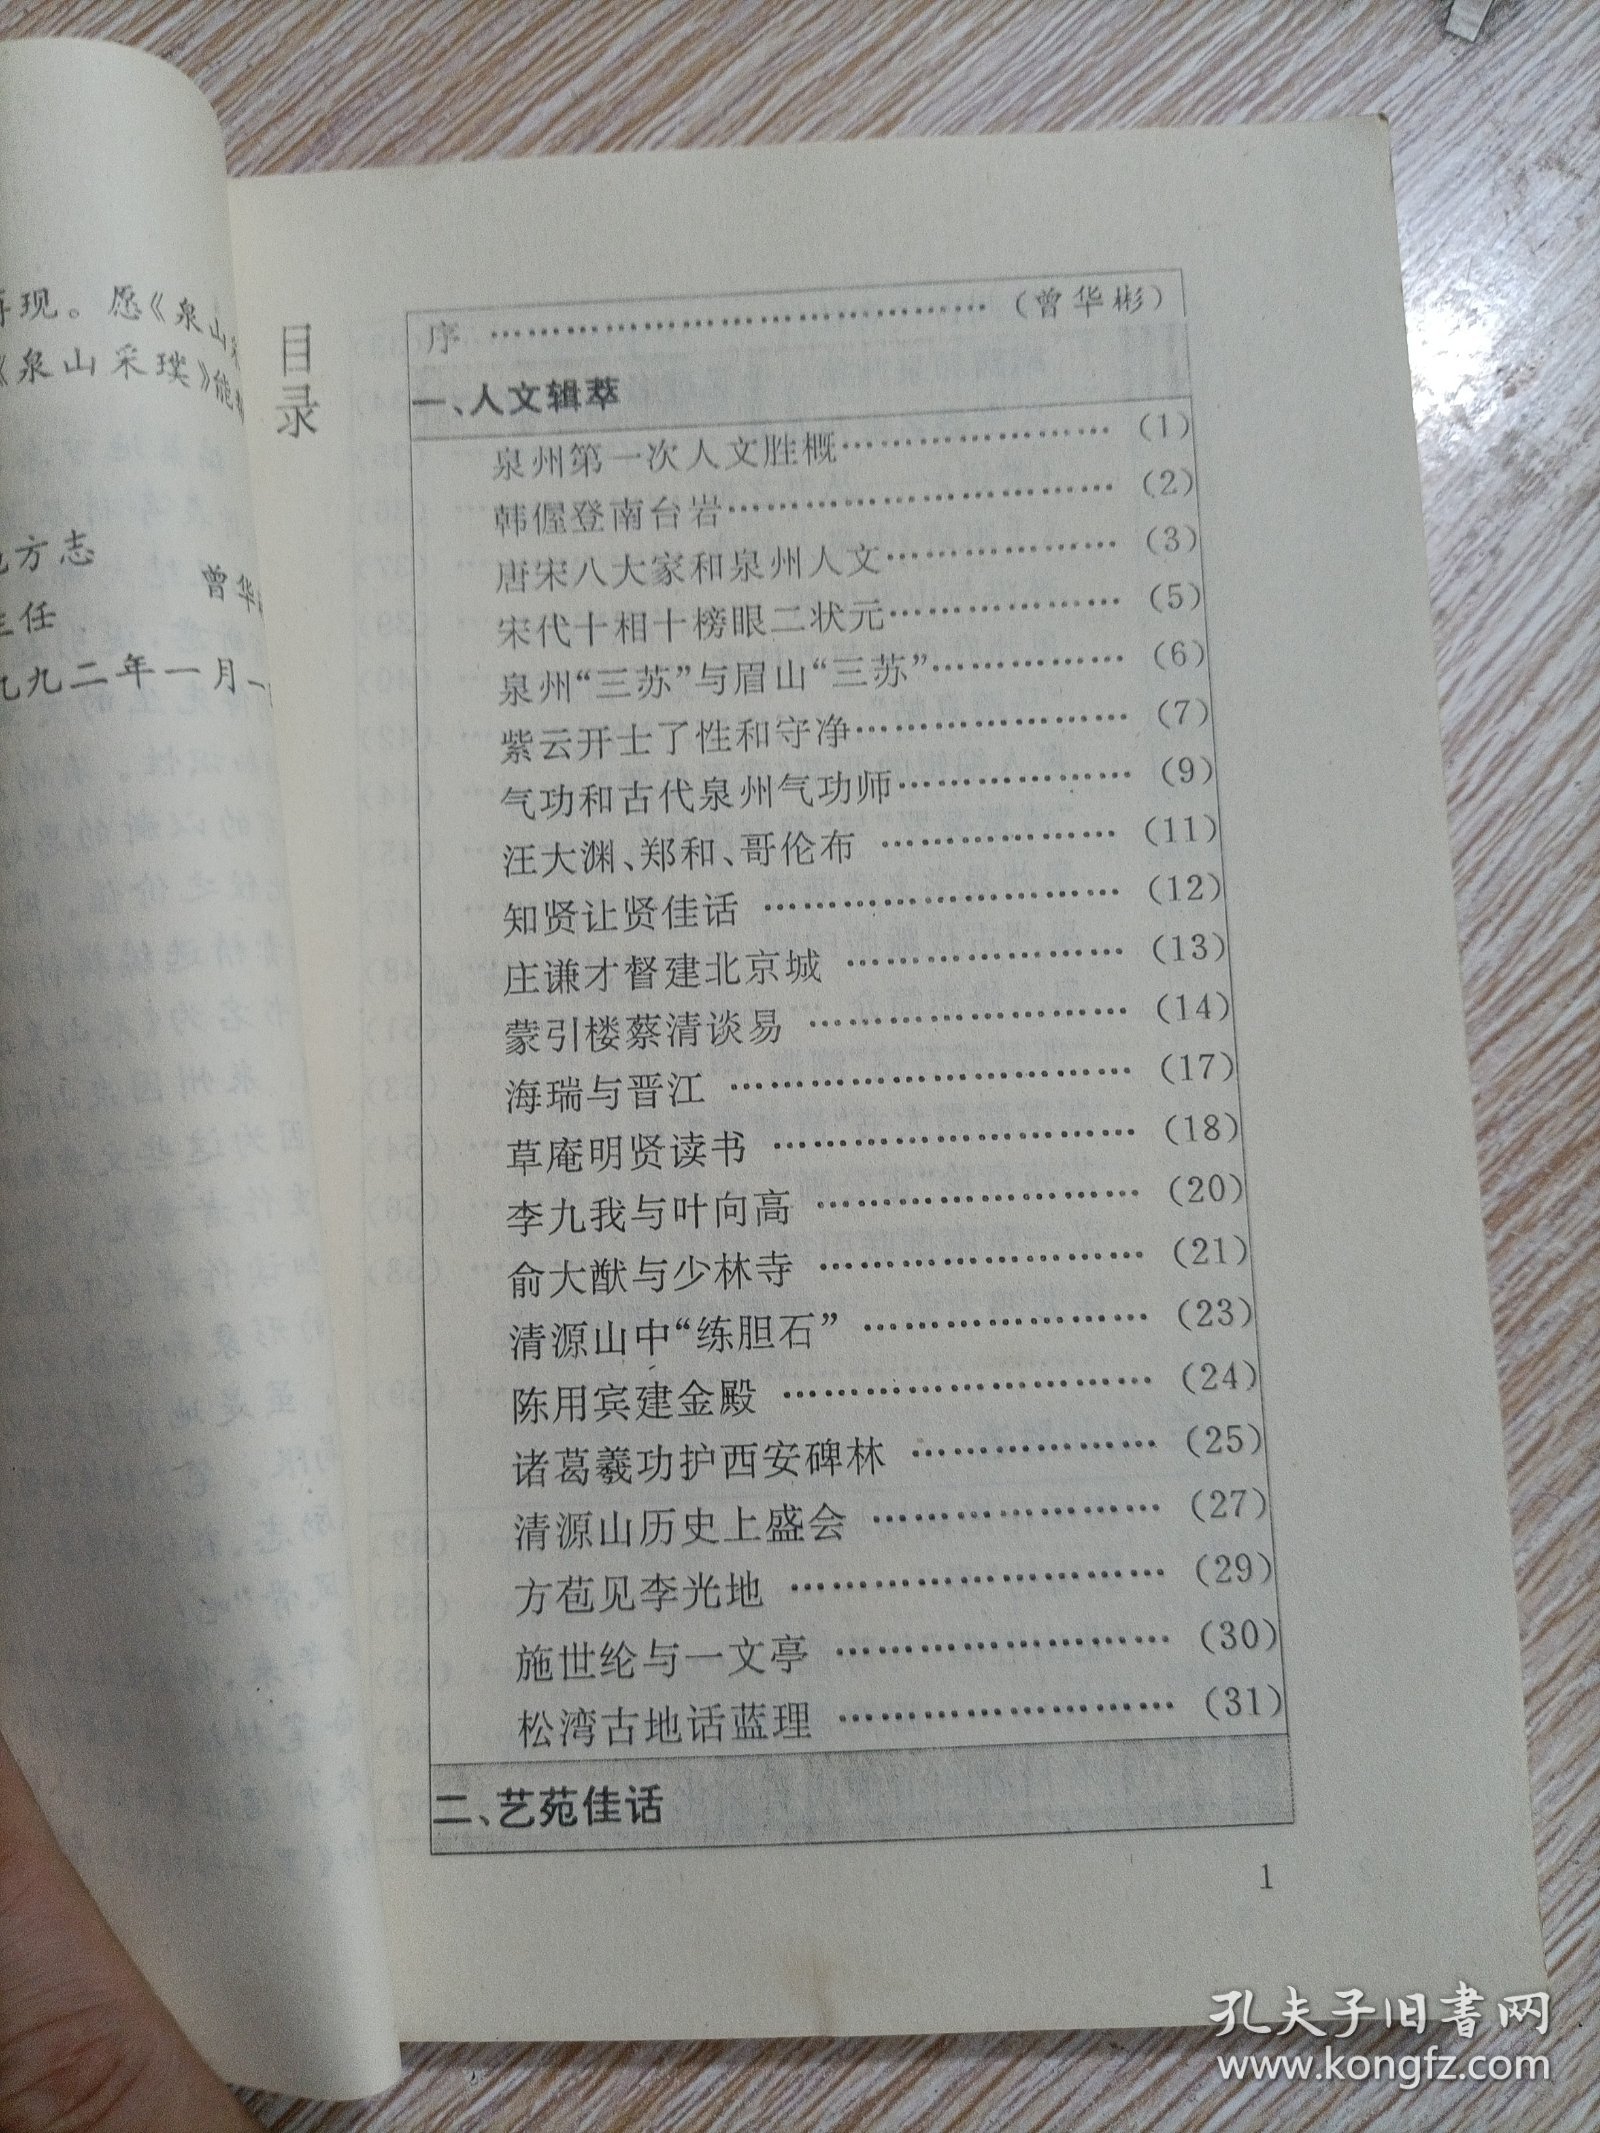 再现。愿《泉山采
《泉山采璞》能
方志
曾华
主任
九九二年一月
目录
序 ……………………………… (曾华彬)
一、人文辑萃
泉州第一次人文胜概………………… (1)
韩偓登南台岩………………………… (2)
唐宋八大家和泉州人文……………… (3)
宋代十相十榜眼二状元……………… (5)
泉州“三苏”与眉山“三苏”…………… (6)
紫云开士了性和守净………………… (7)
气功和古代泉州气功师……………… (9)
汪大渊、郑和、哥伦布 ……………… (11)
知贤让贤佳话 ……………………… (12)
庄谦才督建北京城 ………………… (13)
蒙引楼蔡清谈易 …………………… (14)
海瑞与晋江 ………………………… (17)
草庵明贤读书 ……………………… (18)
李九我与叶向高 …………………… (20)
俞大猷与少林寺 …………………… (21)
清源山中“练胆石” ………………… (23)
陈用宾建金殿 ……………………… (24)
诸葛羲功护西安碑林 ……………… (25)
清源山历史上盛会 ………………… (27)
方苞见李光地 ……………………… (29)
施世纶与一文亭 …………………… (30)
松湾古地话蓝理 …………………… (31)
二、艺苑佳话
1
孔夫子旧书网
www.kongfz.com